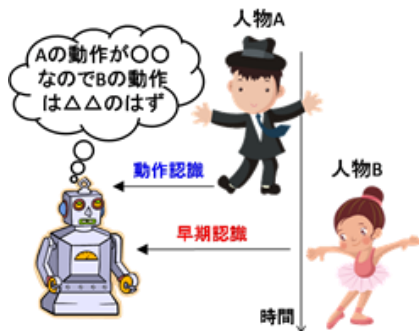 人物A
Aの動作が○○
なのでBの動作
は△△のはず
動作認識
人物B
早期認識
時間